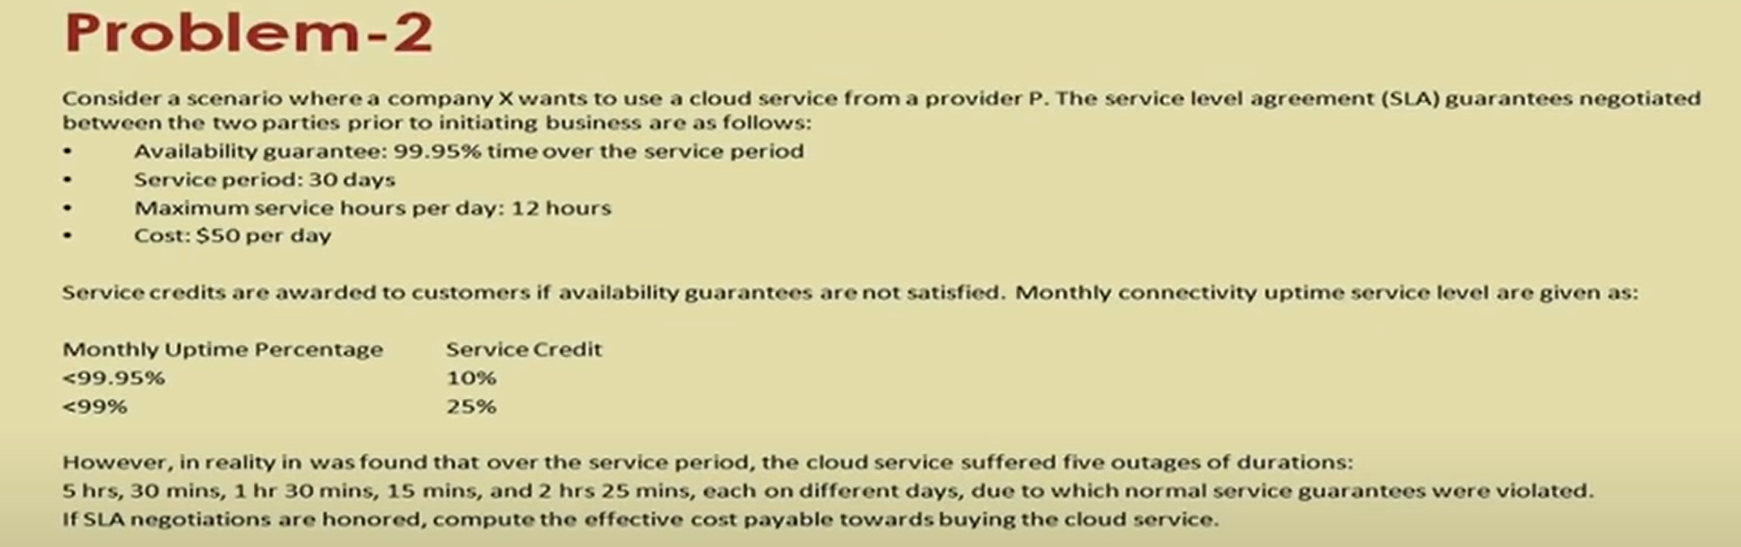 Problem-2
Consider a scenario where a company X wants to use a cloud service from a provider P. The service level agreement (SLA) guarantees negotiated
between the two parties prior to initiating business are as follows:
• Availability guarantee: 99.95% time over the service period
• Service period: 30 days
• Maximum service hours per day: 12 hours
• Cost: $50 per day
Service credits are awarded to customers if availability guarantees are not satisfied. Monthly connectivity uptime service level are given as:
Monthly Uptime Percentage Service Credit
<99.95% 10%
<99% 25%
However, in reality in was found that over the service period, the cloud service suffered five outages of durations:
5 hrs, 30 mins, 1 hr 30 mins, 15 mins, and 2 hrs 25 mins, each on different days, due to which normal service guarantees were violated.
If SLA negotiations are honored, compute the effective cost payable towards buying the cloud service.